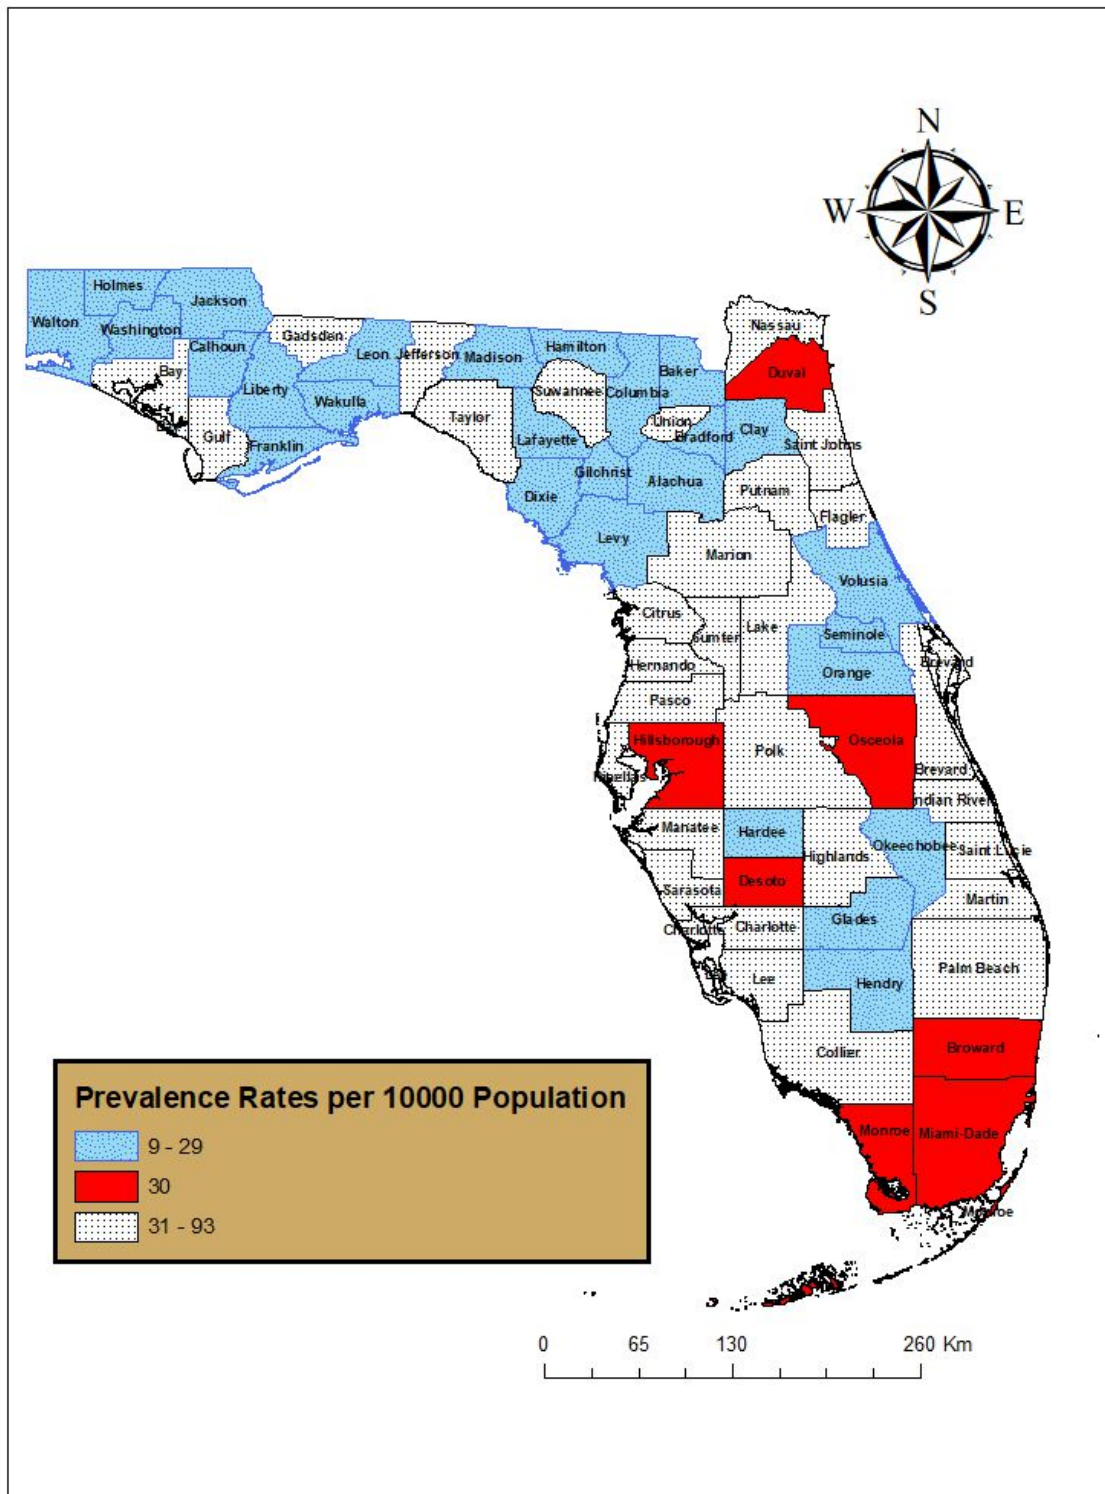 N
W E
S
Holmes
Jackson
Walton
Washington
Nassau
Gadsden
Calhoun
Leon
Jefferson
Madison
Hamilton
Baker
Duval
Bay
Liberty
Wakulla
Suwannee
Columbia
Taylor
Union
Clay
Gulf
Franklin
Lafayette
Bradford
Saint Johns
Gilchrist
Alachua
Dixie
Putnam
Flagler
Levy
Marion
Volusia
Citrus
Sumter
Lake
Seminole
Hernando
Orange
Brevard
Pasco
Hillsborough
Polk
Osceola
Pinellas
Brevard
Indian River
Manatee
Hardee
Highlands
Okeechobee
Saint Lucie
Sarasota
Desoto
Martin
Charlotte
Charlotte
Glades
Lee
Hendry
Palm Beach
Collier
Broward
Monroe
Miami-Dade
Monroe
Prevalence Rates per 10000 Population
9 - 29
30
31 - 93
0 65 130 260 Km